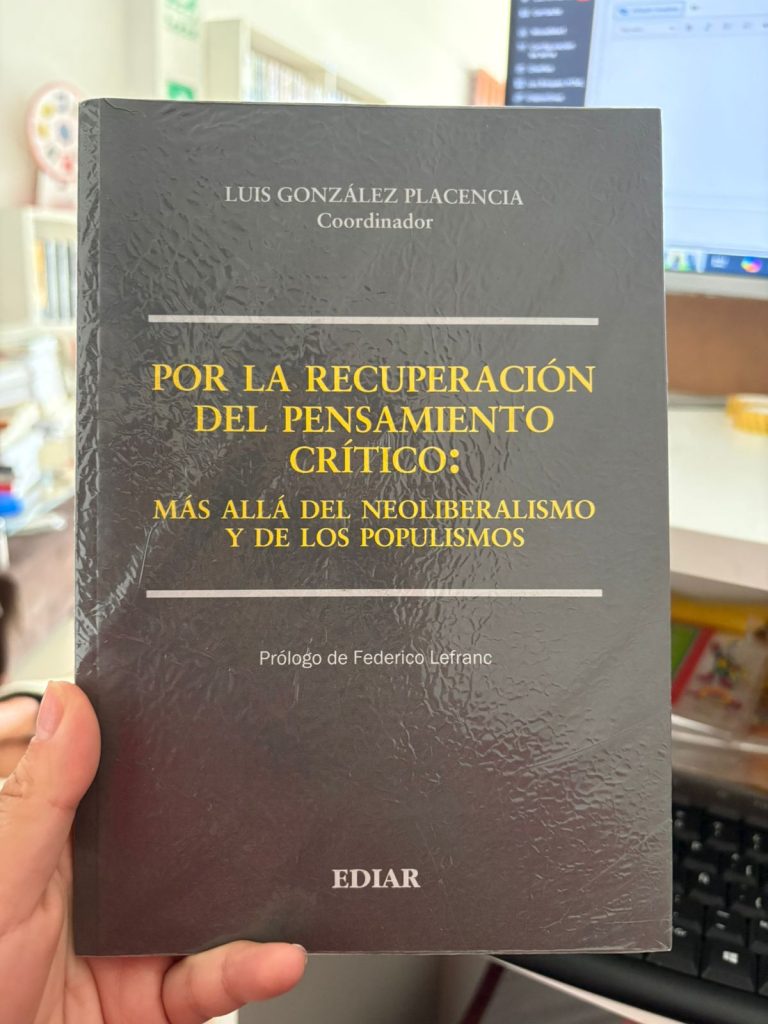 LUIS GONZÁLEZ PLACENCIA
Coordinador
POR LA RECUPERACIÓN
DEL PENSAMIENTO
CRÍTICO:
MÁS ALLÁ DEL NEOLIBERALISMO
Y DE LOS POPULISMOS
Prólogo de Federico Lefranc
EDIAR